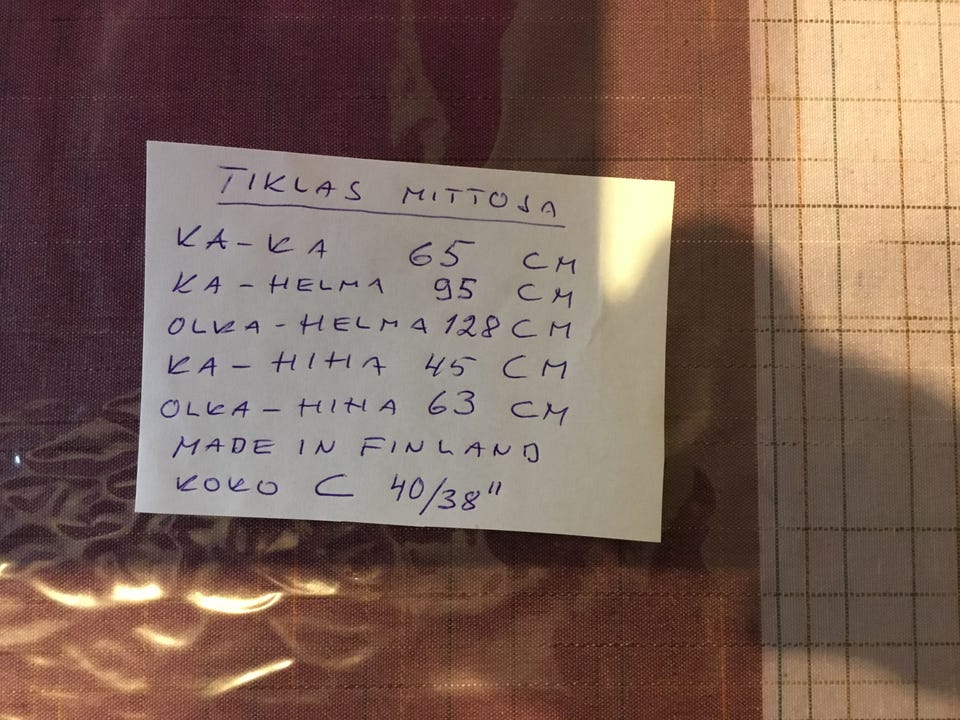 TIKLAS MITTOJA
KA-KA 65 CM
KA-HELMA 95 CM
OLKA-HELMA 128 CM
KA-HIHA 45 CM
OLKA-HIHA 63 CM
MADE IN FINLAND
KOKO C 40/38"